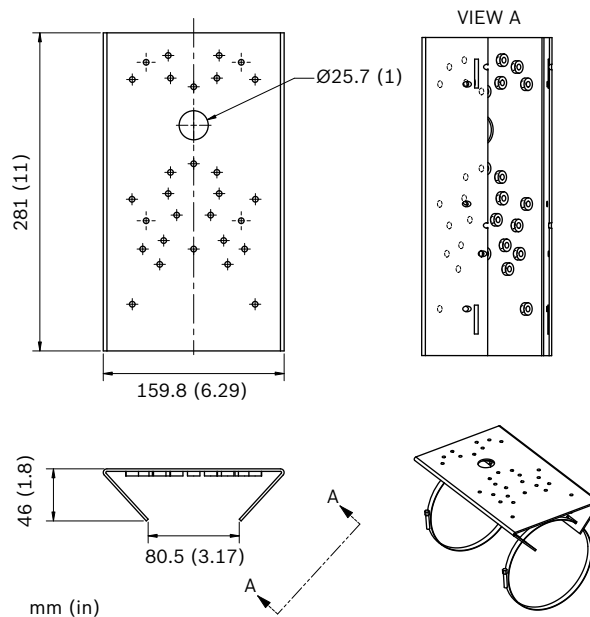 VIEW A
Ø25.7 (1)
281 (11)
159.8 (6.29)
46 (1.8)
80.5 (3.17)
A
A
mm (in)